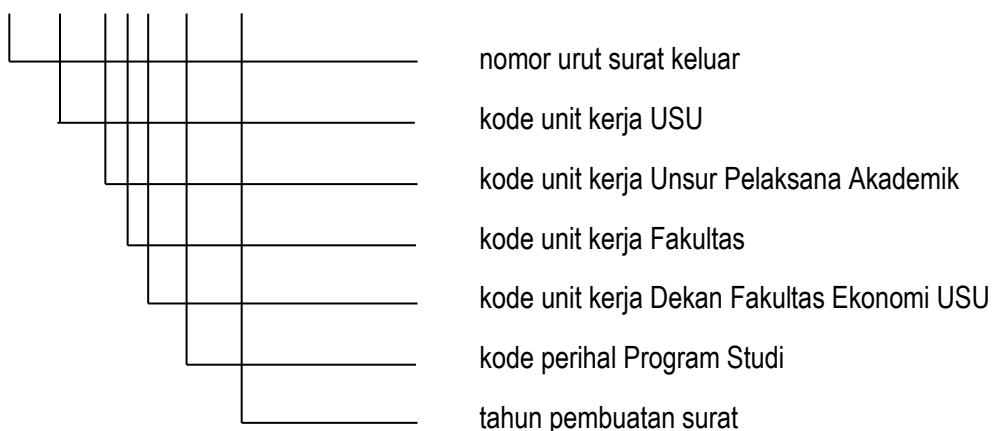 nomor urut surat keluar
kode unit kerja USU
kode unit kerja Unsur Pelaksana Akademik
kode unit kerja Fakultas
kode unit kerja Dekan Fakultas Ekonomi USU
kode perihal Program Studi
tahun pembuatan surat